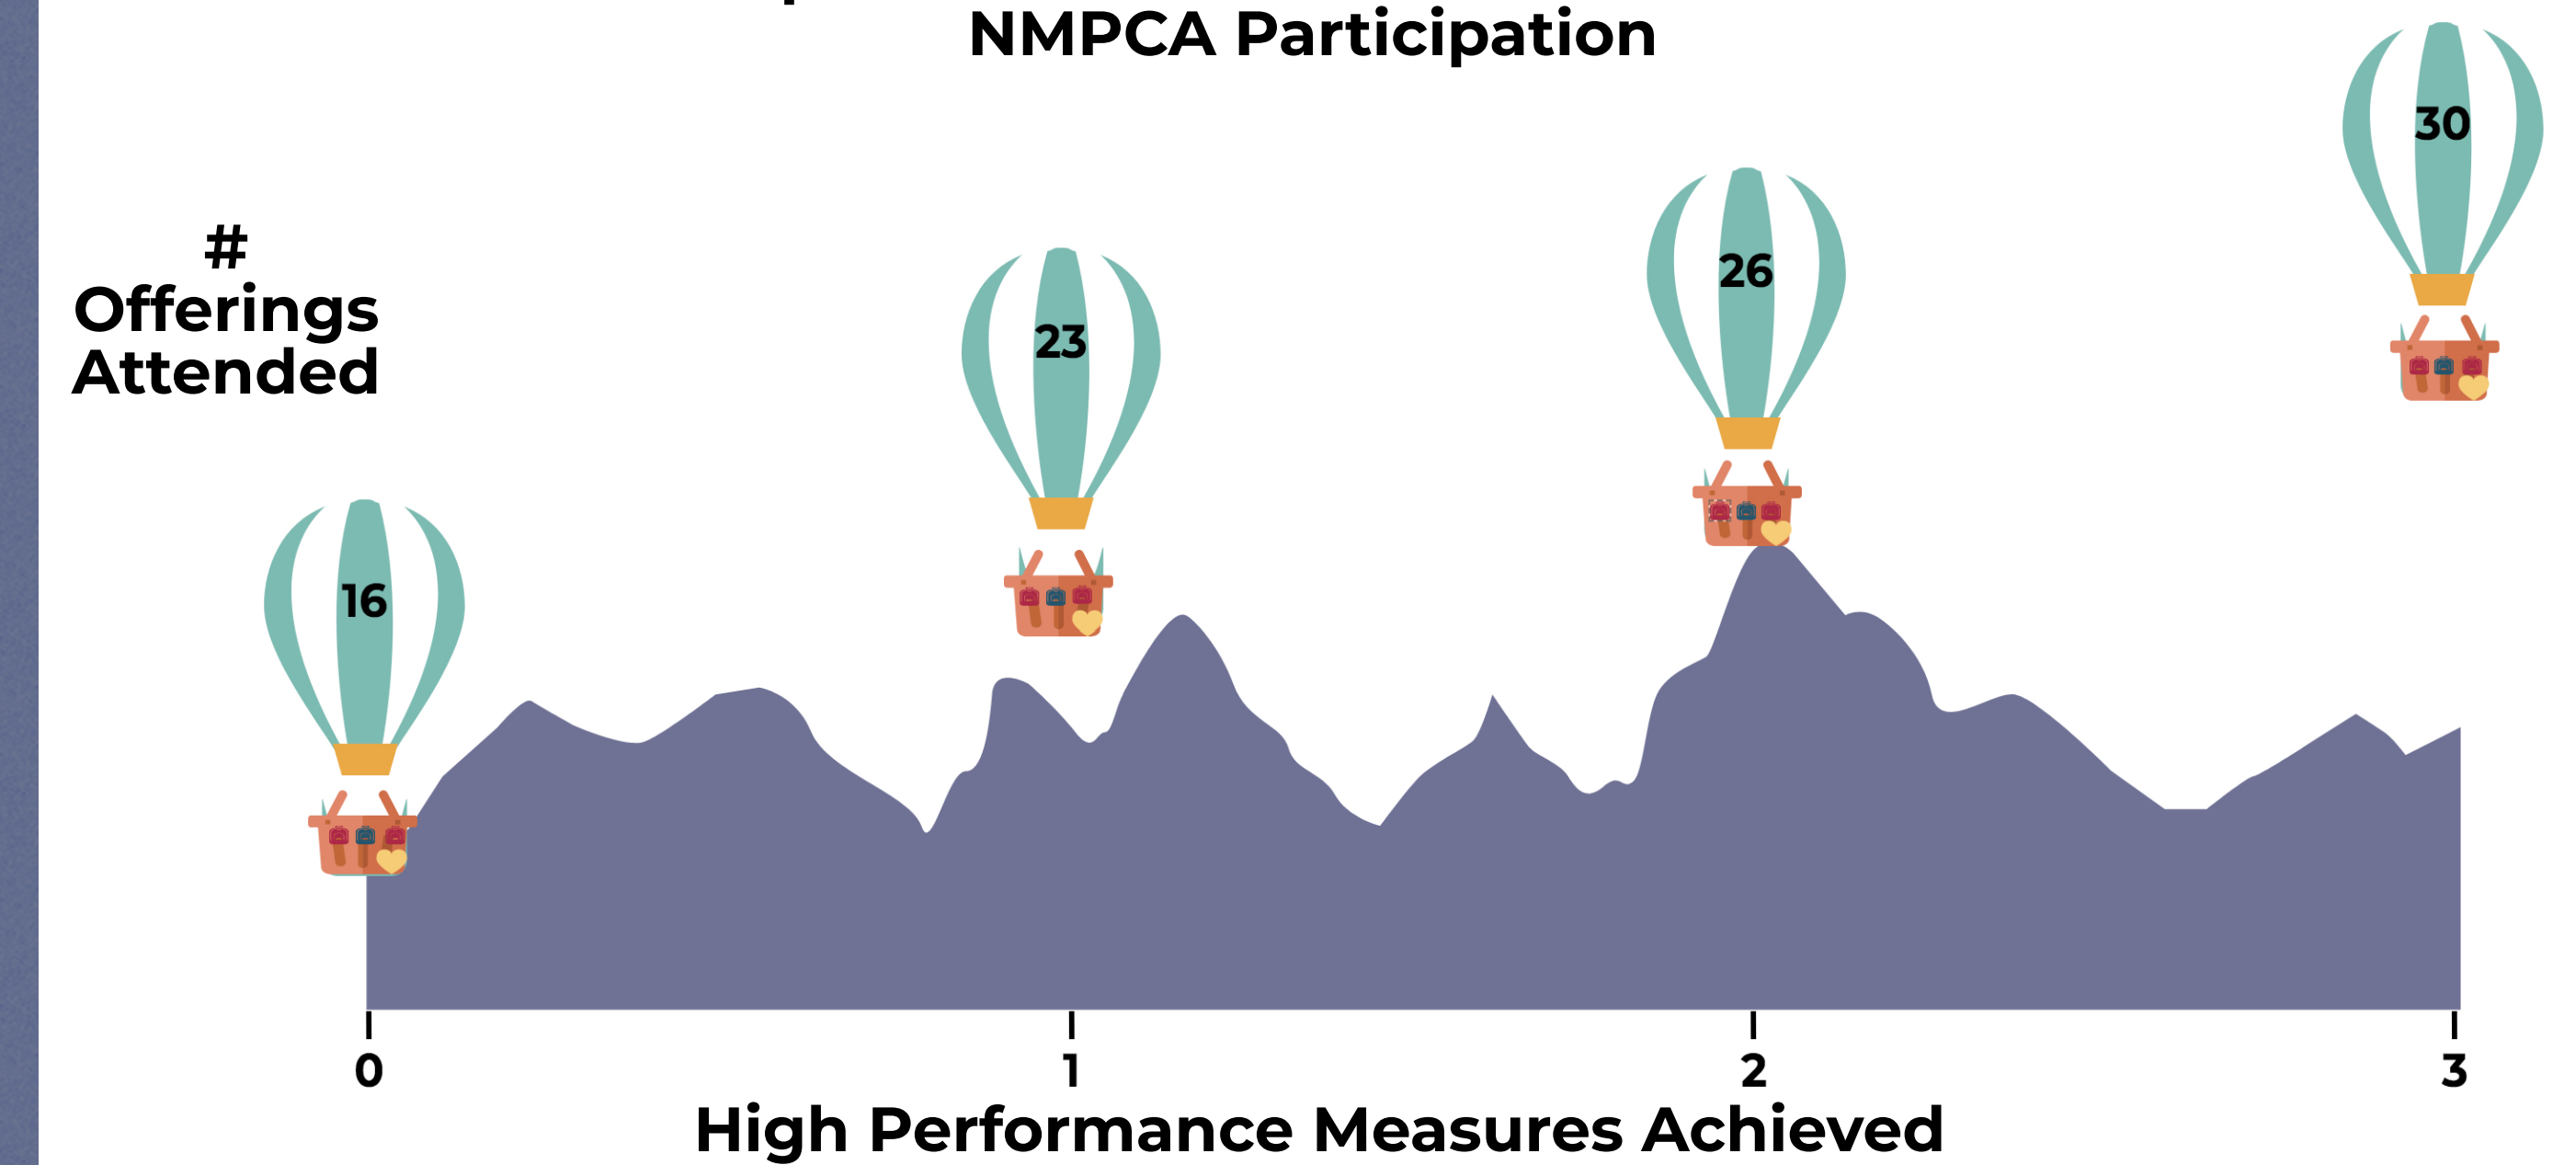 NMPCA Participation
#
Offerings
Attended
16
23
26
30
0
1
2
3
High Performance Measures Achieved